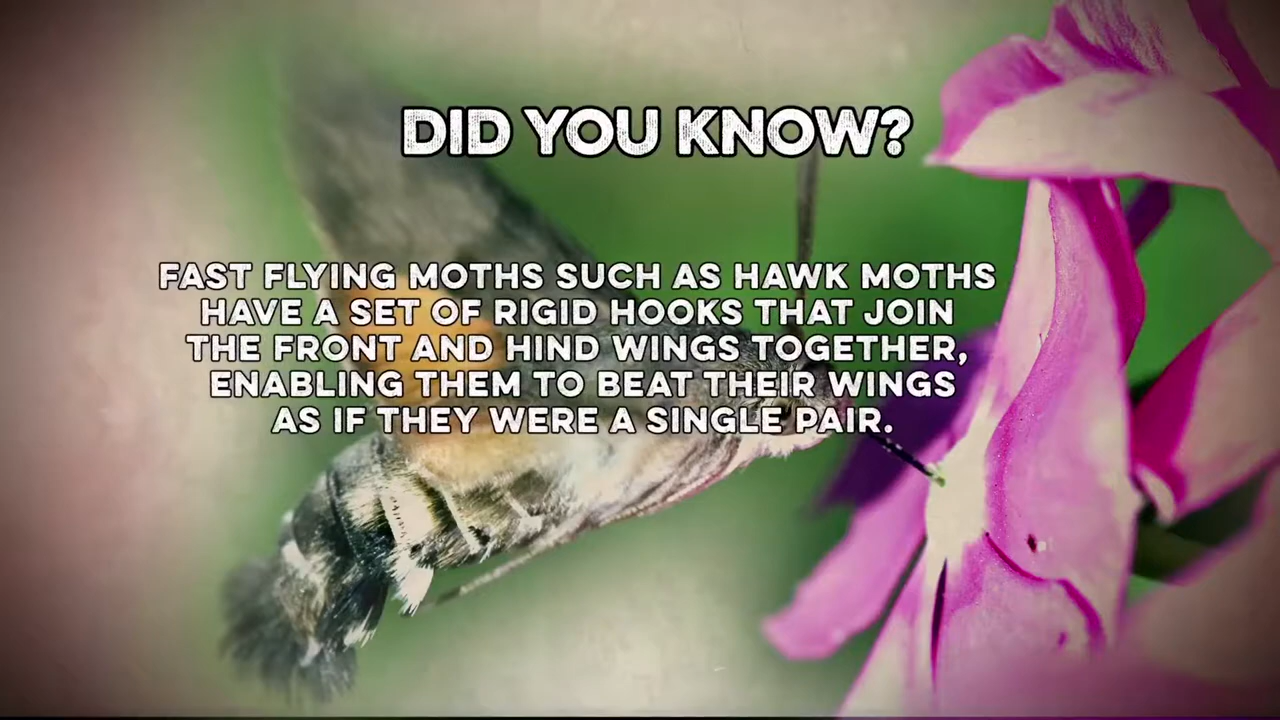 DID YOU KNOW?
FAST FLYING MOTHS SUCH AS HAWK MOTHS
HAVE A SET OF RIGID HOOKS THAT JOIN
THE FRONT AND HIND WINGS TOGETHER,
ENABLING THEM TO BEAT THEIR WINGS
AS IF THEY WERE A SINGLE PAIR.